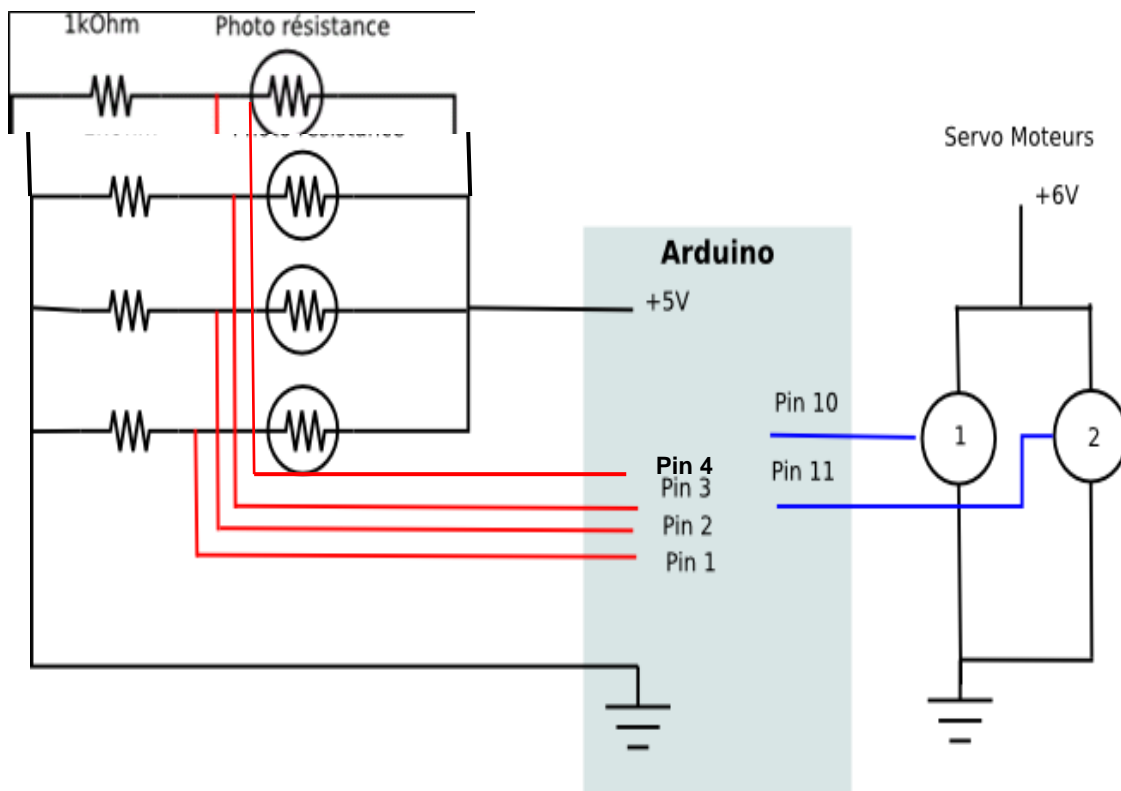 1kOhm Photo résistance
Servo Moteurs
+6V
Arduino
+5V
Pin 10
1
2
Pin 4
Pin 11
Pin 3
Pin 2
Pin 1